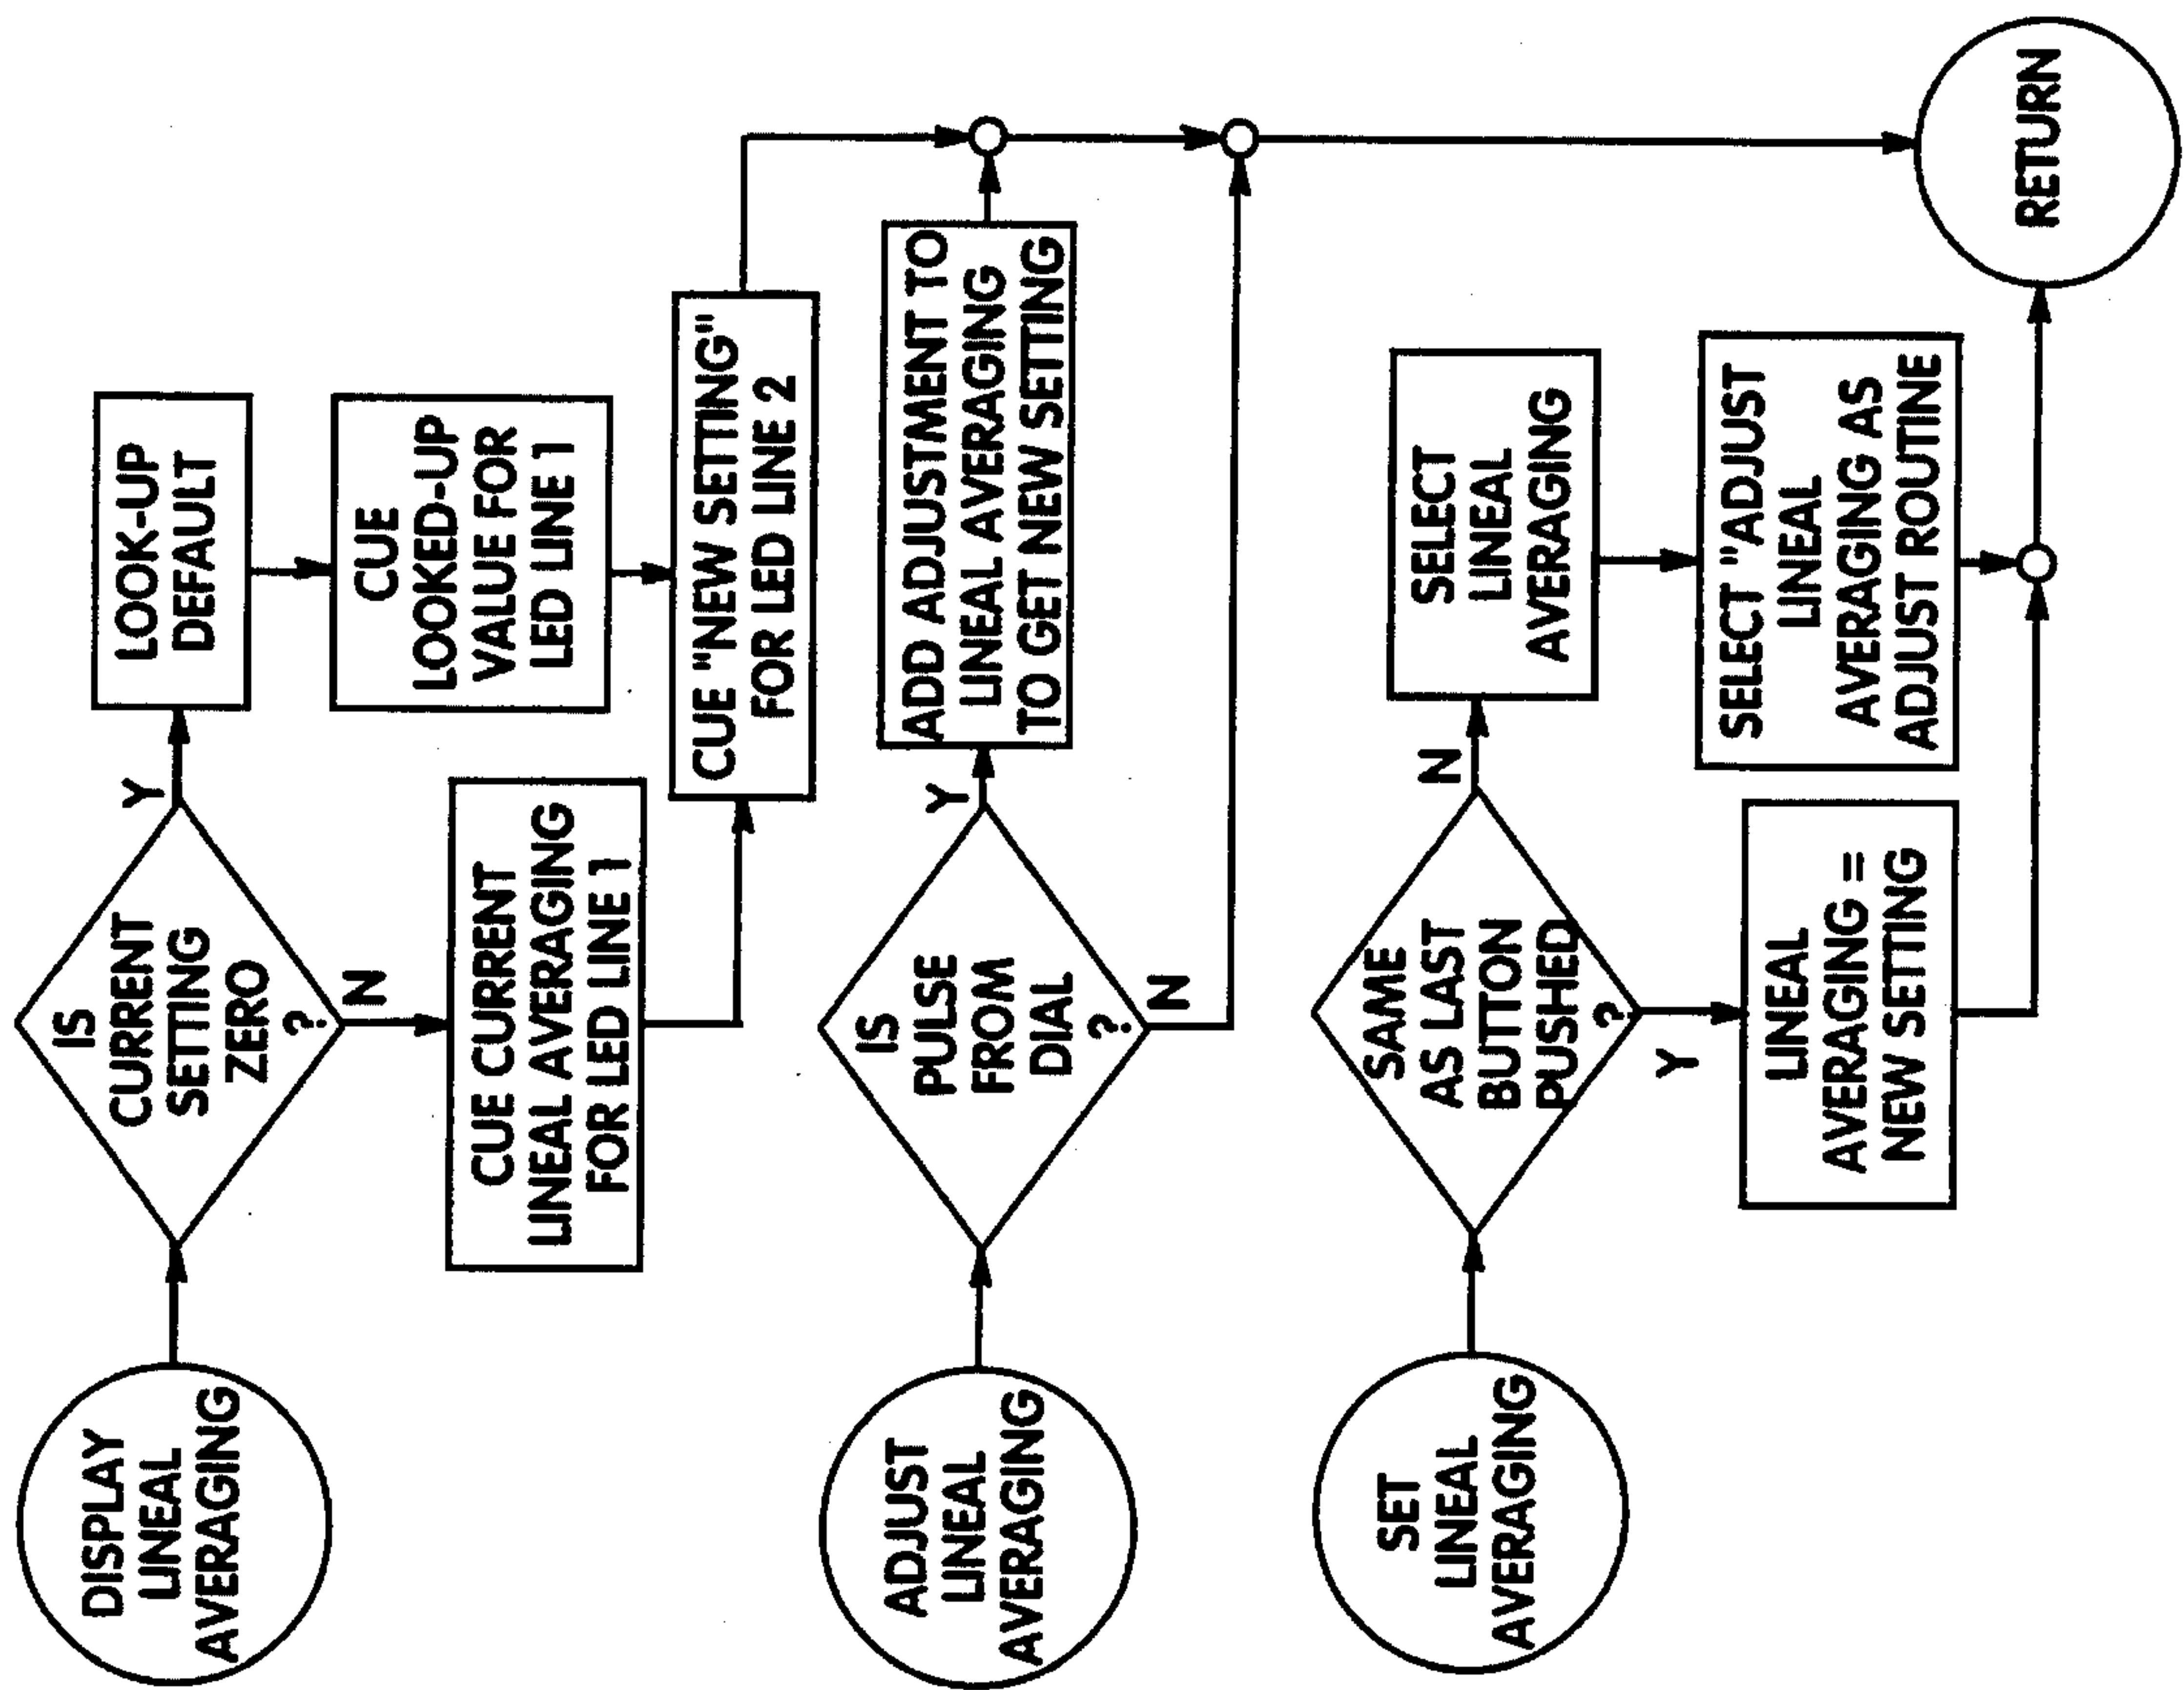 DISPLAY
LINEAL
AVERAGING
IS
CURRENT
SETTING
ZERO
?
Y
N
LOOK-UP
DEFAULT
CUE
LOOKED-UP
VALUE FOR
LED LINE 1
CUE CURRENT
LINEAL AVERAGING
FOR LED LINE 1
CUE "NEW SETTING"
FOR LED LINE 2
ADJUST
LINEAL
AVERAGING
IS
PULSE
FROM
DIAL
?
Y
N
ADD ADJUSTMENT TO
LINEAL AVERAGING
TO GET NEW SETTING
SET
LINEAL
AVERAGING
SAME
AS LAST
BUTTON
PUSHED
?
N
Y
SELECT
LINEAL
AVERAGING
SELECT "ADJUST
LINEAL
AVERAGING AS
ADJUST ROUTINE
LINEAL
AVERAGING =
NEW SETTING
RETURN